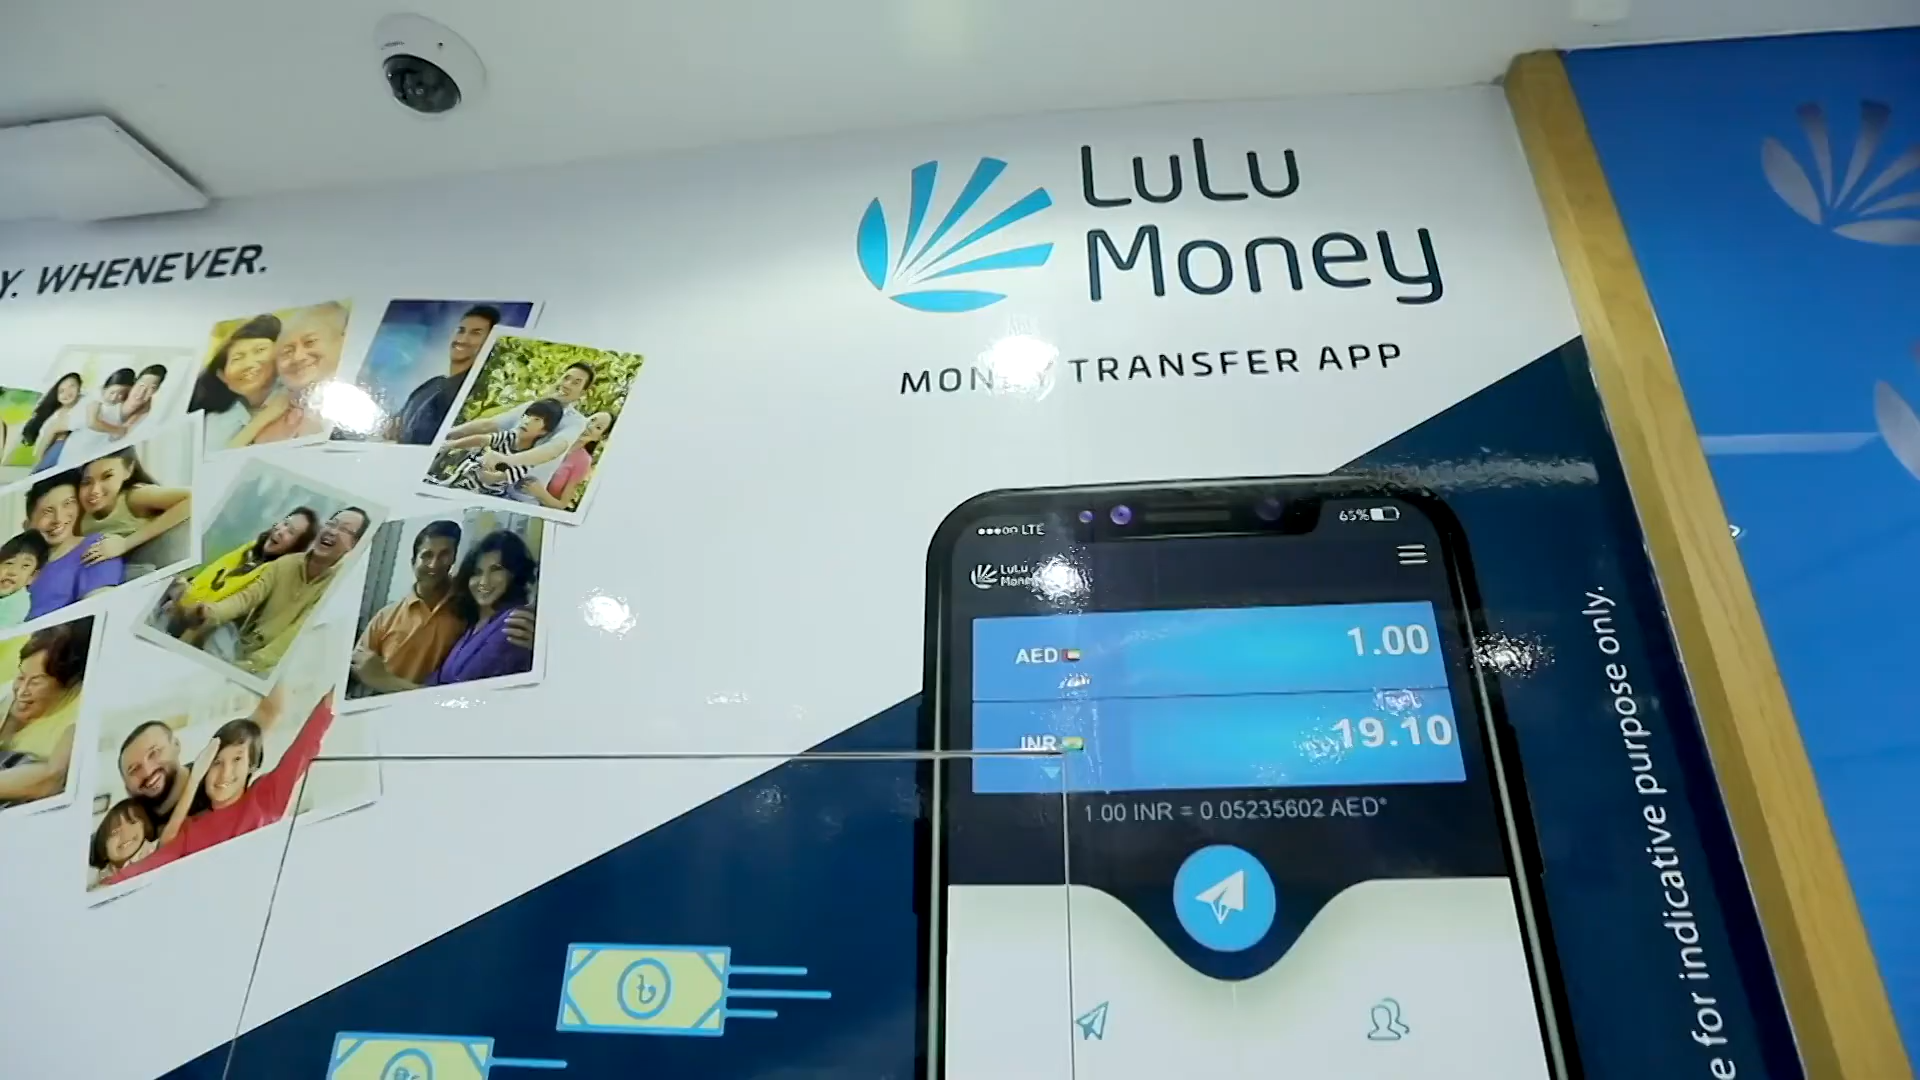 Y. WHENEVER.
LuLu
Money
MONEY TRANSFER APP
LTE
65%
LuLu
Money
AED
1.00
INR
19.10
1.00 INR = 0.05235602 AED*
e for indicative purpose only.
৳